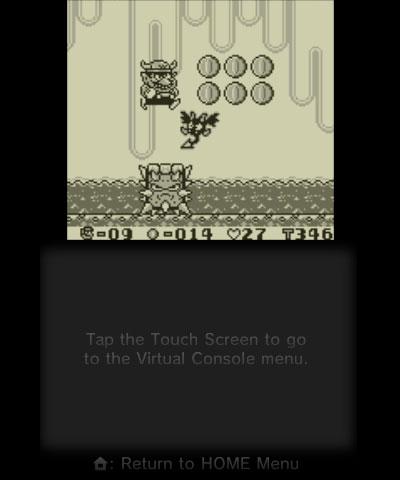 -09 -014 ♡27 T346
Tap the Touch Screen to go
to the Virtual Console menu.
: Return to HOME Menu